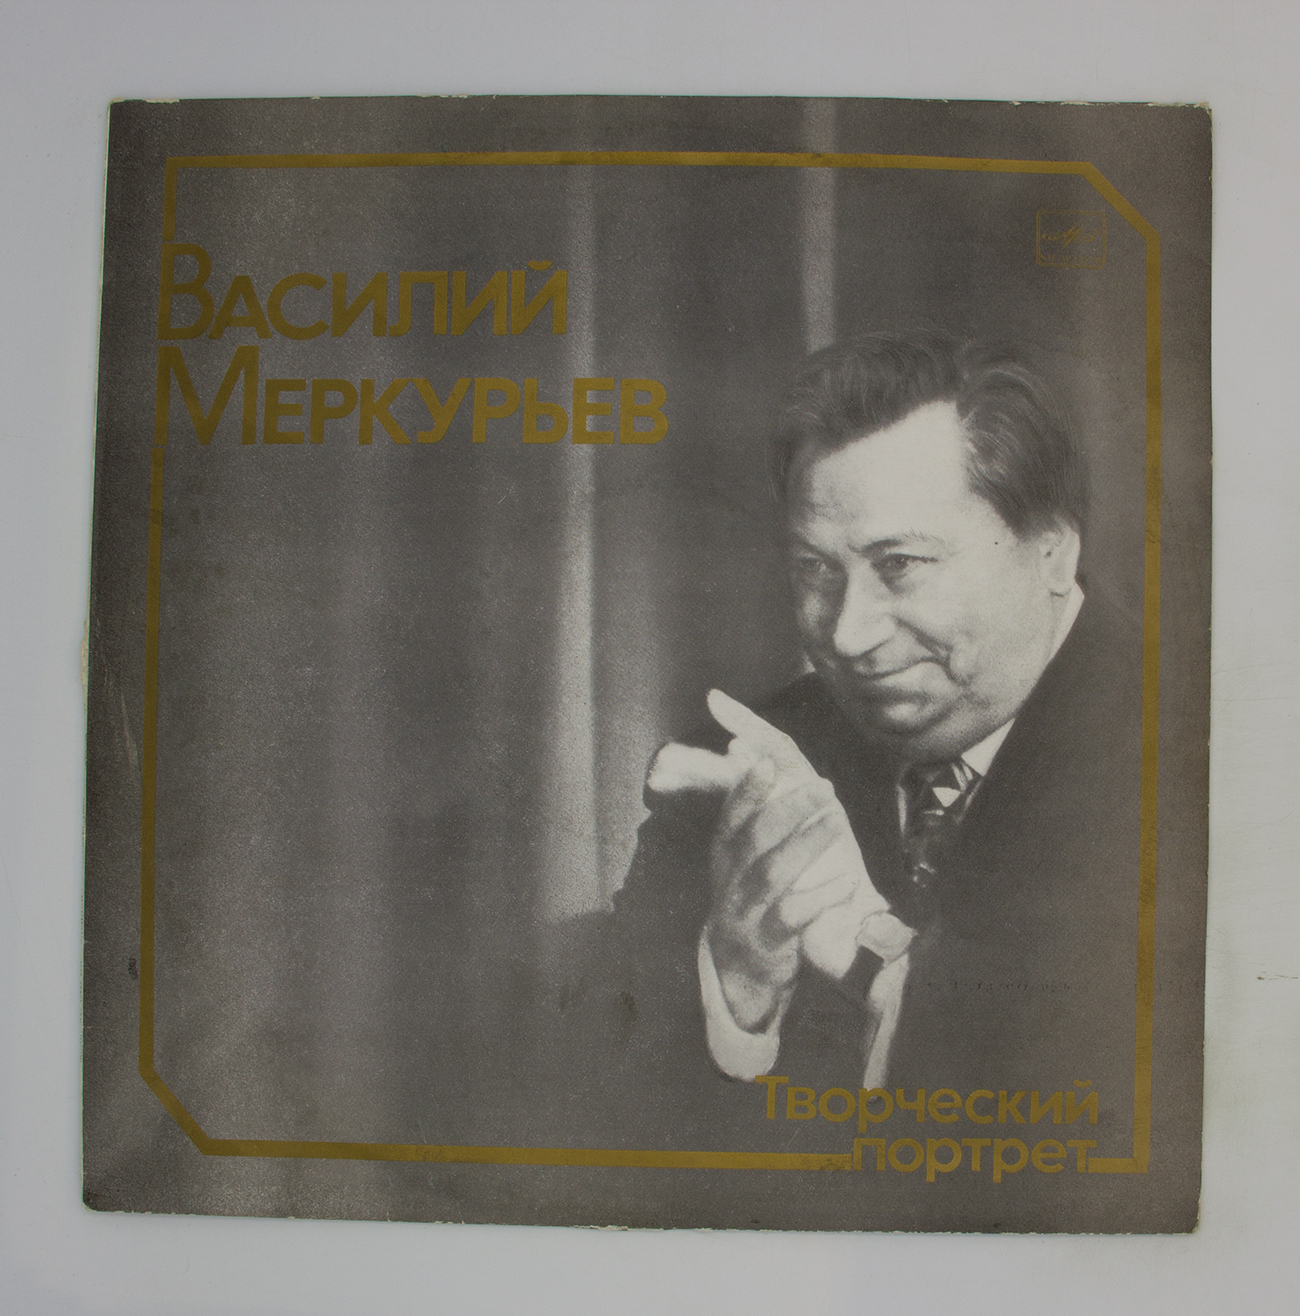 Василий
Меркурьев
Творческий
портрет